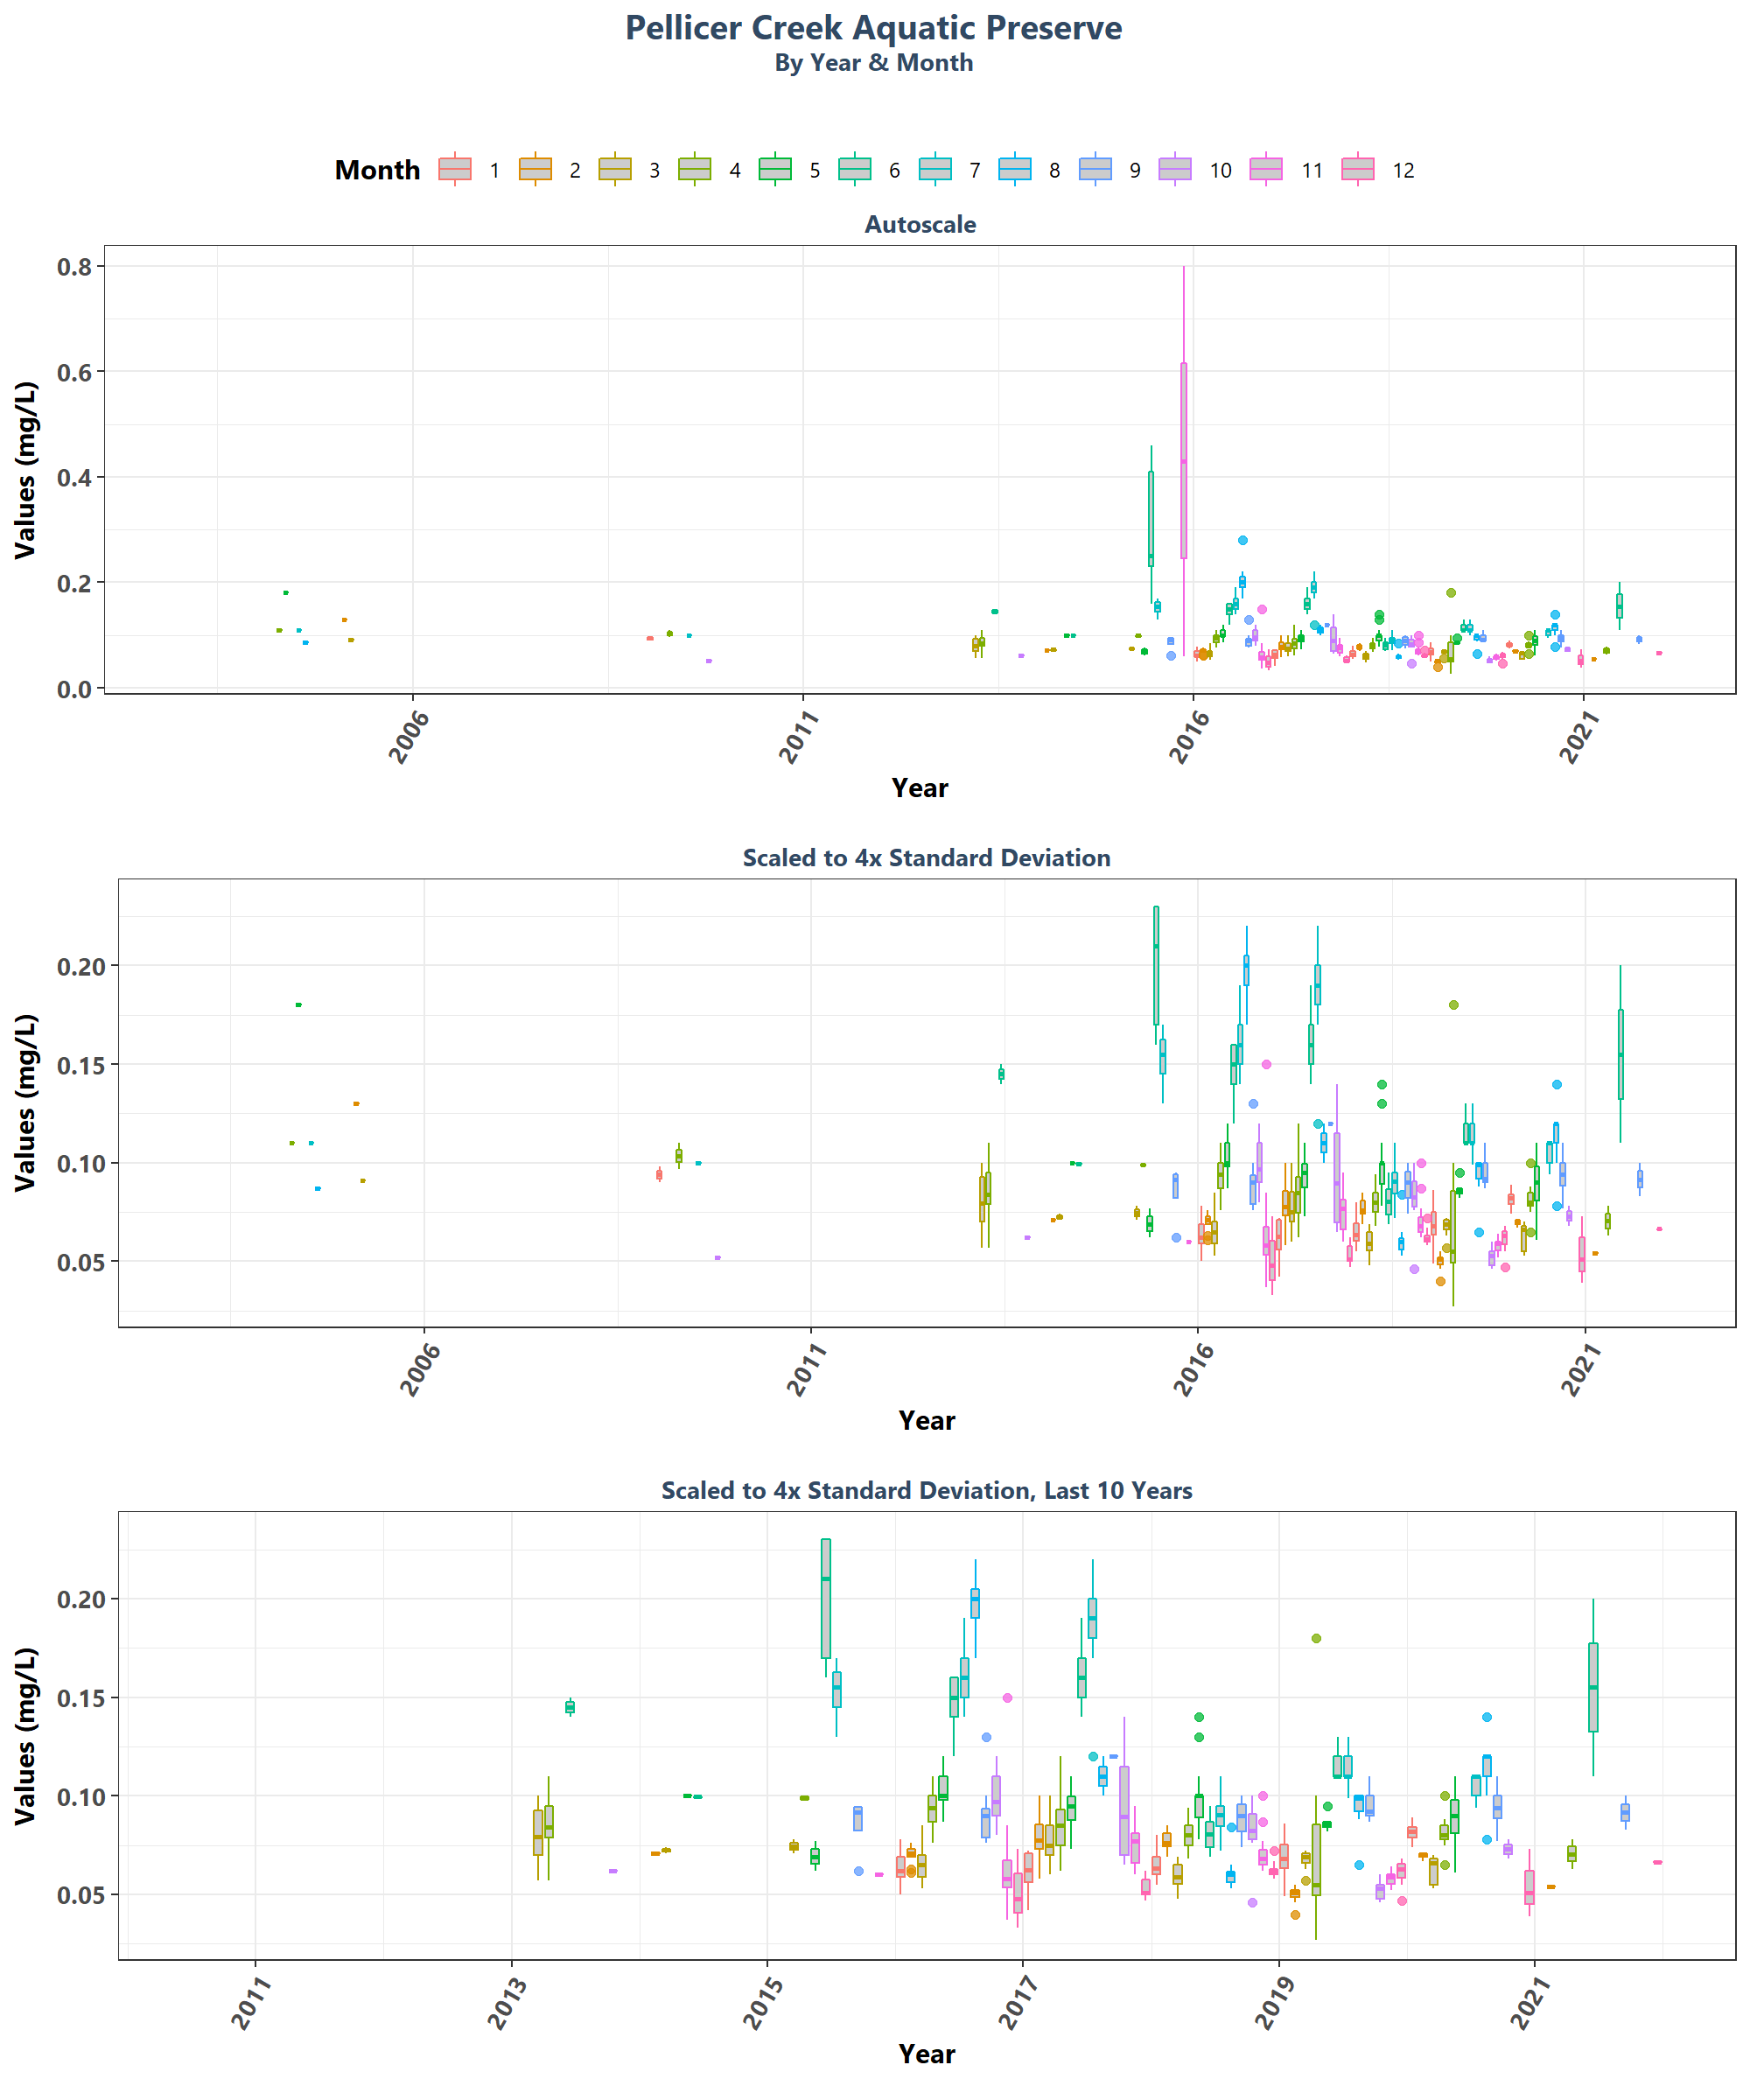 Pellicer Creek Aquatic Preserve
By Year & Month
Month 1 2 3 4 5 6 7 8 9 10 11 12
Autoscale
0.8
0.6
0.4
0.2
0.0
Values (mg/L)
2006 2011 2016 2021
Year
Scaled to 4x Standard Deviation
0.20
0.15
0.10
0.05
Values (mg/L)
2006 2011 2016 2021
Year
Scaled to 4x Standard Deviation, Last 10 Years
0.20
0.15
0.10
0.05
Values (mg/L)
2011 2013 2015 2017 2019 2021
Year